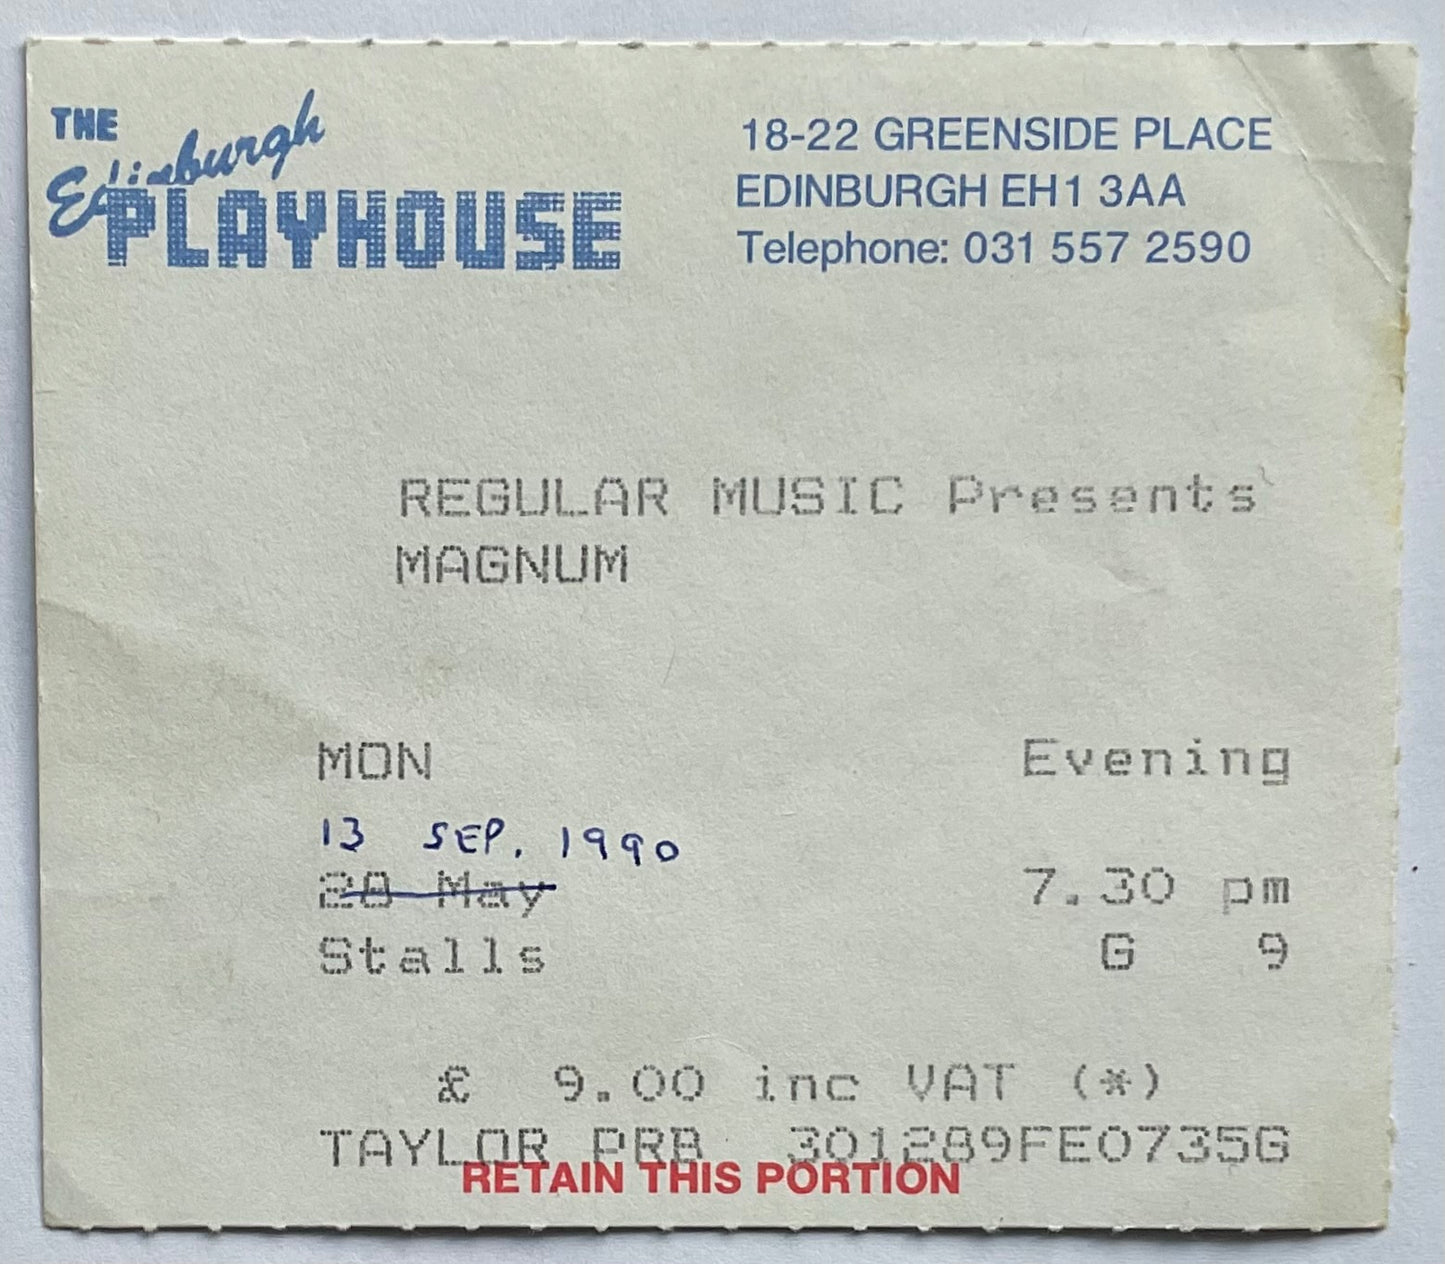 THE
Edinburgh
PLAYHOUSE
18-22 GREENSIDE PLACE
EDINBURGH EH1 3AA
Telephone: 031 557 2590
REGULAR MUSIC Presents
MAGNUM
MON Evening
13 SEP. 1990
28 May 7.30 pm
Stalls G 9
£ 9.00 inc VAT (*)
TAYLOR PRB 301289FE0735G
RETAIN THIS PORTION